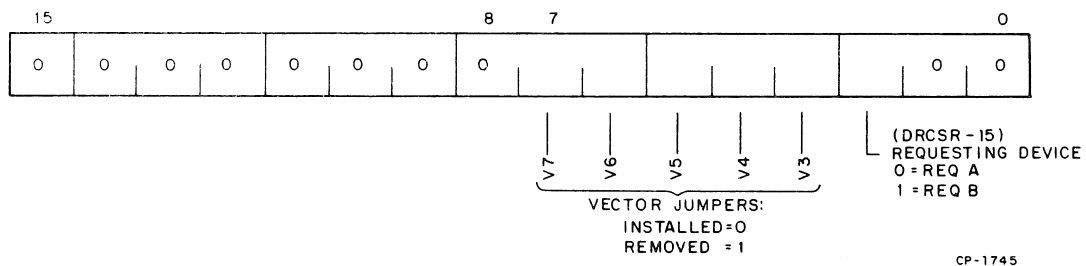 15 8 7 0
0 0 0 0 0 0 0 0 0 0
V7 V6 V5 V4 V3
(DRCSR-15)
REQUESTING DEVICE
0 = REQ A
1 = REQ B
VECTOR JUMPERS:
INSTALLED=0
REMOVED =1
CP-1745